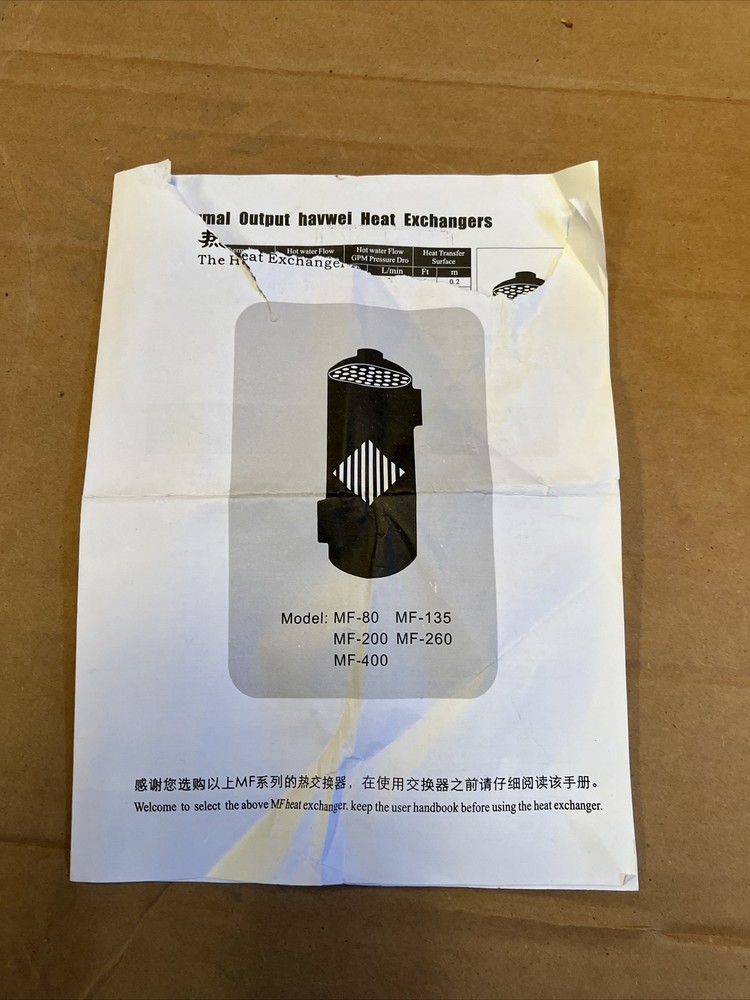 Output havwei Heat Exchangers
Hot water Flow
Hot water Flow
GPM Pressure Dro
Heat Transfer
Surface
L/min Ft m
0.2
The Heat Exchanger
Model: MF-80 MF-135
MF-200 MF-260
MF-400
感谢您选购以上MF系列的热交换器，在使用交换器之前请仔细阅读该手册。
Welcome to select the above MF heat exchanger. keep the user handbook before using the heat exchanger.